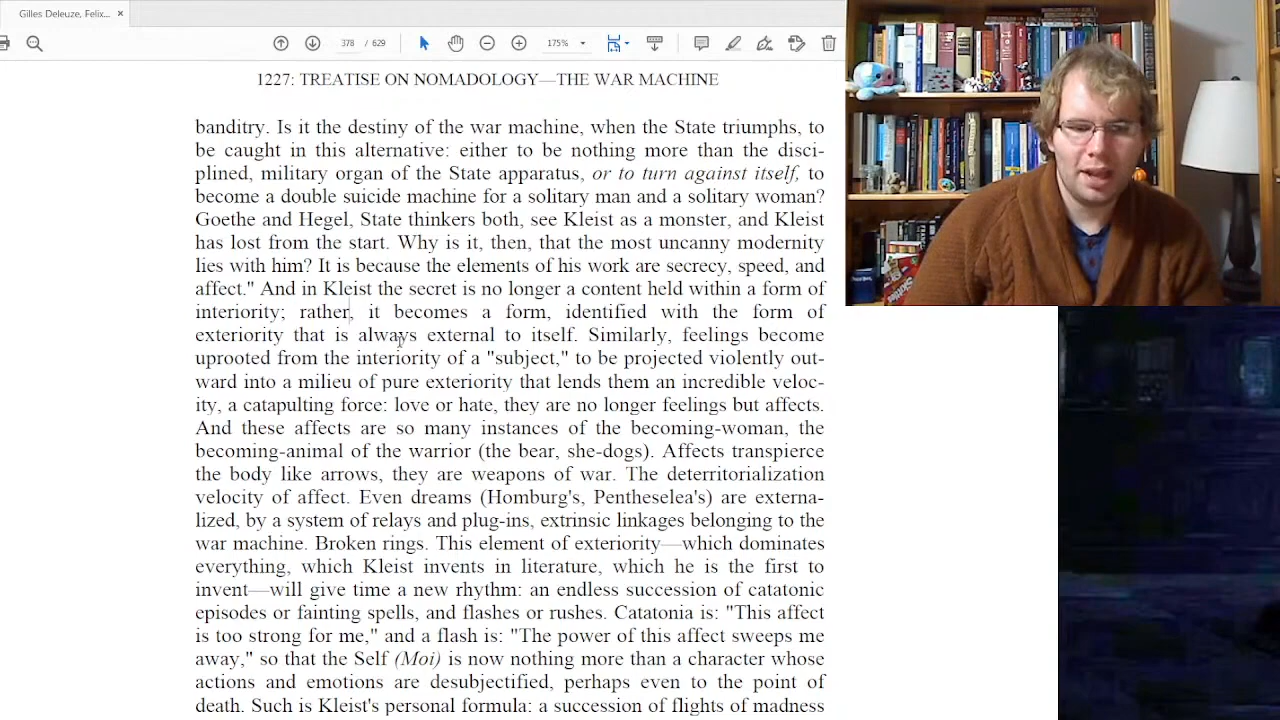 Gilles Deleuze, Felix...
378 / 629
175%
1227: TREATISE ON NOMADOLOGY—THE WAR MACHINE
banditry. Is it the destiny of the war machine, when the State triumphs, to
be caught in this alternative: either to be nothing more than the disci-
plined, military organ of the State apparatus, or to turn against itself, to
become a double suicide machine for a solitary man and a solitary woman?
Goethe and Hegel, State thinkers both, see Kleist as a monster, and Kleist
has lost from the start. Why is it, then, that the most uncanny modernity
lies with him? It is because the elements of his work are secrecy, speed, and
affect." And in Kleist the secret is no longer a content held within a form of
interiority; rather, it becomes a form, identified with the form of
exteriority that is always external to itself. Similarly, feelings become
uprooted from the interiority of a "subject," to be projected violently out-
ward into a milieu of pure exteriority that lends them an incredible veloc-
ity, a catapulting force: love or hate, they are no longer feelings but affects.
And these affects are so many instances of the becoming-woman, the
becoming-animal of the warrior (the bear, she-dogs). Affects transpierce
the body like arrows, they are weapons of war. The deterritorialization
velocity of affect. Even dreams (Homburg's, Pentheselea's) are externa-
lized, by a system of relays and plug-ins, extrinsic linkages belonging to the
war machine. Broken rings. This element of exteriority—which dominates
everything, which Kleist invents in literature, which he is the first to
invent—will give time a new rhythm: an endless succession of catatonic
episodes or fainting spells, and flashes or rushes. Catatonia is: "This affect
is too strong for me," and a flash is: "The power of this affect sweeps me
away," so that the Self (Moi) is now nothing more than a character whose
actions and emotions are desubjectified, perhaps even to the point of
death. Such is Kleist's personal formula: a succession of flights of madness